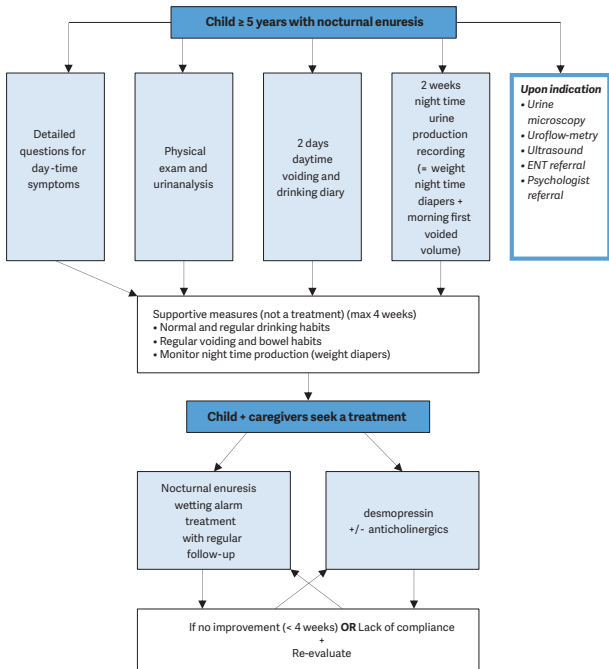 Child ≥ 5 years with nocturnal enuresis
Detailed
questions for
day-time
symptoms
Physical
exam and
urinanalysis
2 days
daytime
voiding and
drinking diary
2 weeks
night time
urine
production
recording
(= weight
night time
diapers +
morning first
voided
volume)
Upon indication
• Urine
microscopy
• Uroflow-metry
• Ultrasound
• ENT referral
• Psychologist
referral
Supportive measures (not a treatment) (max 4 weeks)
• Normal and regular drinking habits
• Regular voiding and bowel habits
• Monitor night time production (weight diapers)
Child + caregivers seek a treatment
Nocturnal enuresis
wetting alarm
treatment
with regular
follow-up
desmopressin
+/- anticholinergics
If no improvement (< 4 weeks) OR Lack of compliance
+
Re-evaluate